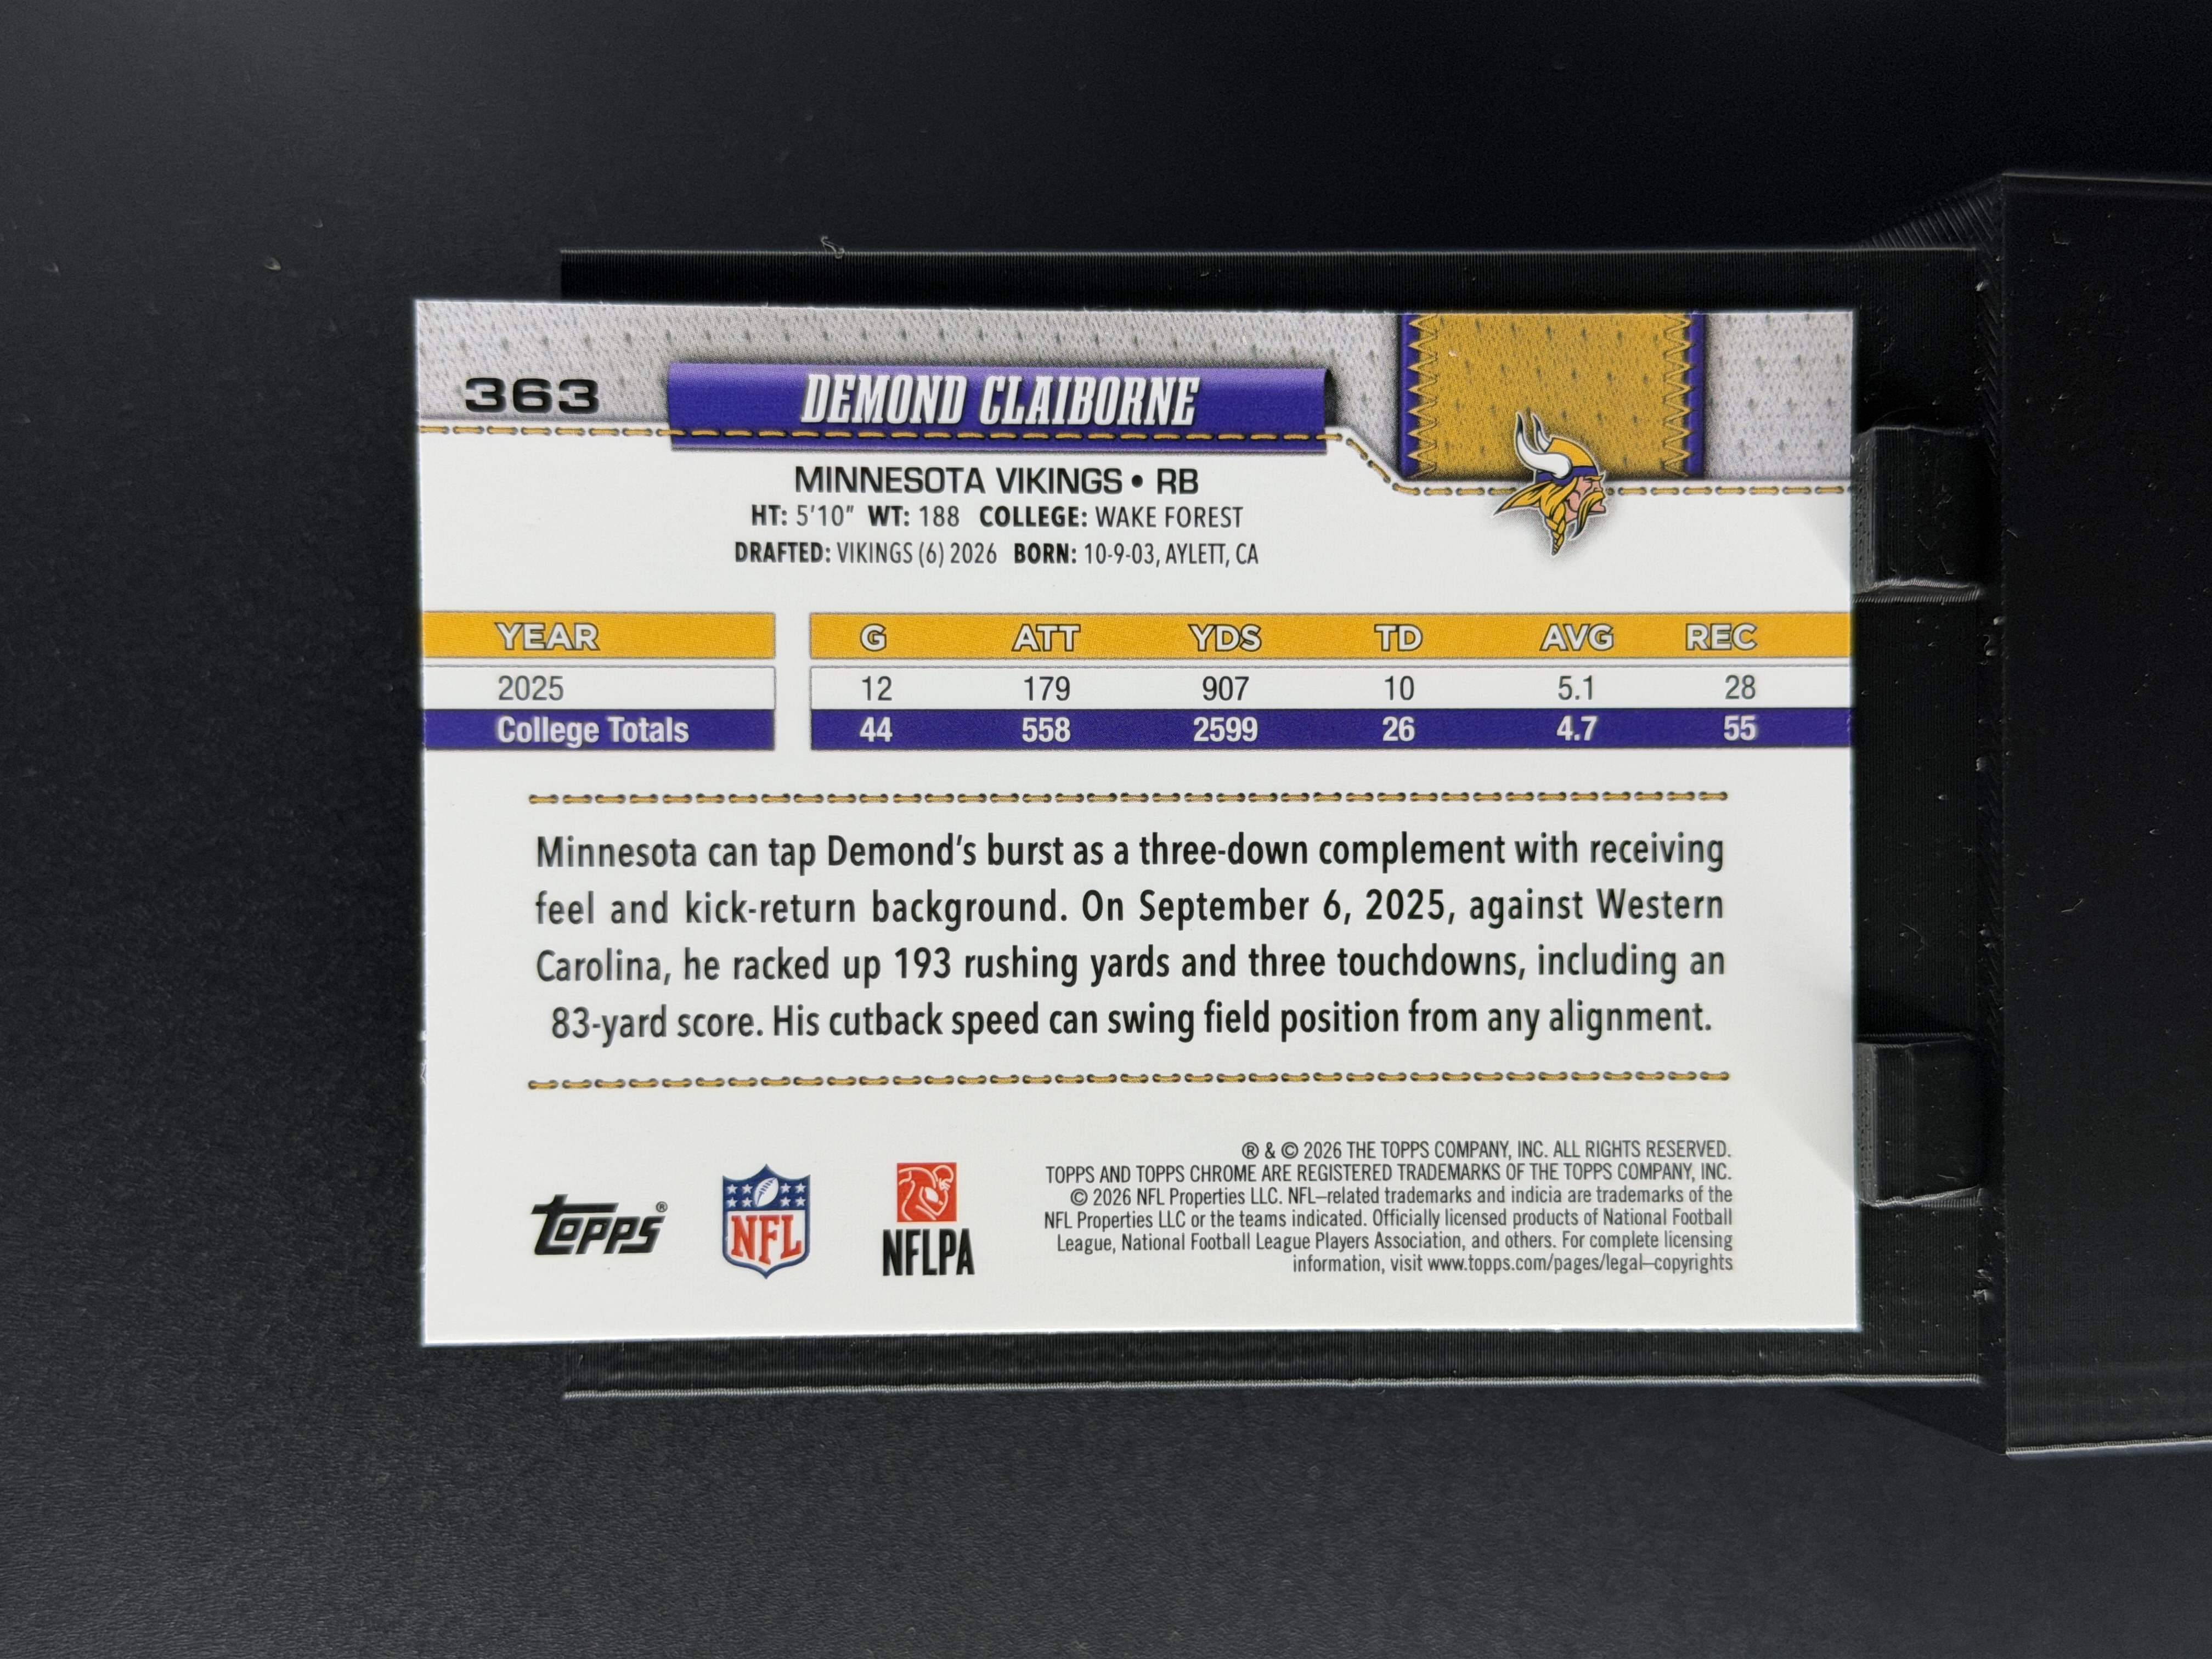 363
DEMOND CLAIBORNE
MINNESOTA VIKINGS • RB
HT: 5'10" WT: 188 COLLEGE: WAKE FOREST
DRAFTED: VIKINGS (6) 2026 BORN: 10-9-03, AYLETT, CA
YEAR G ATT YDS TD AVG REC
2025 12 179 907 10 5.1 28
College Totals 44 558 2599 26 4.7 55
Minnesota can tap Demond's burst as a three-down complement with receiving
feel and kick-return background. On September 6, 2025, against Western
Carolina, he racked up 193 rushing yards and three touchdowns, including an
83-yard score. His cutback speed can swing field position from any alignment.
topps®
NFL
NFLPA
® & © 2026 THE TOPPS COMPANY, INC. ALL RIGHTS RESERVED.
TOPPS AND TOPPS CHROME ARE REGISTERED TRADEMARKS OF THE TOPPS COMPANY, INC.
© 2026 NFL Properties LLC. NFL-related trademarks and indicia are trademarks of the
NFL Properties LLC or the teams indicated. Officially licensed products of National Football
League, National Football League Players Association, and others. For complete licensing
information, visit www.topps.com/pages/legal-copyrights